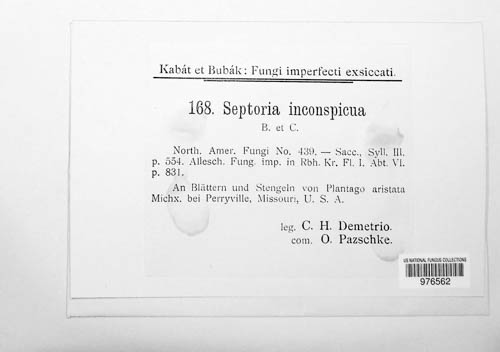 Kabát et Bubák: Fungi imperfecti exsiccati.
168. Septoria inconspicua
B. et C.
North. Amer. Fungi No. 439. — Sacc., Syll. III.
p. 554. Allesch. Fung. imp. in Rbh. Kr. Fl. I. Abt. VI.
p. 831.
An Blättern und Stengeln von Plantago aristata
Michx. bei Perryville, Missouri, U. S. A.
leg. C. H. Demetrio.
com. O. Pazschke.
US NATIONAL FUNGUS COLLECTIONS
976562